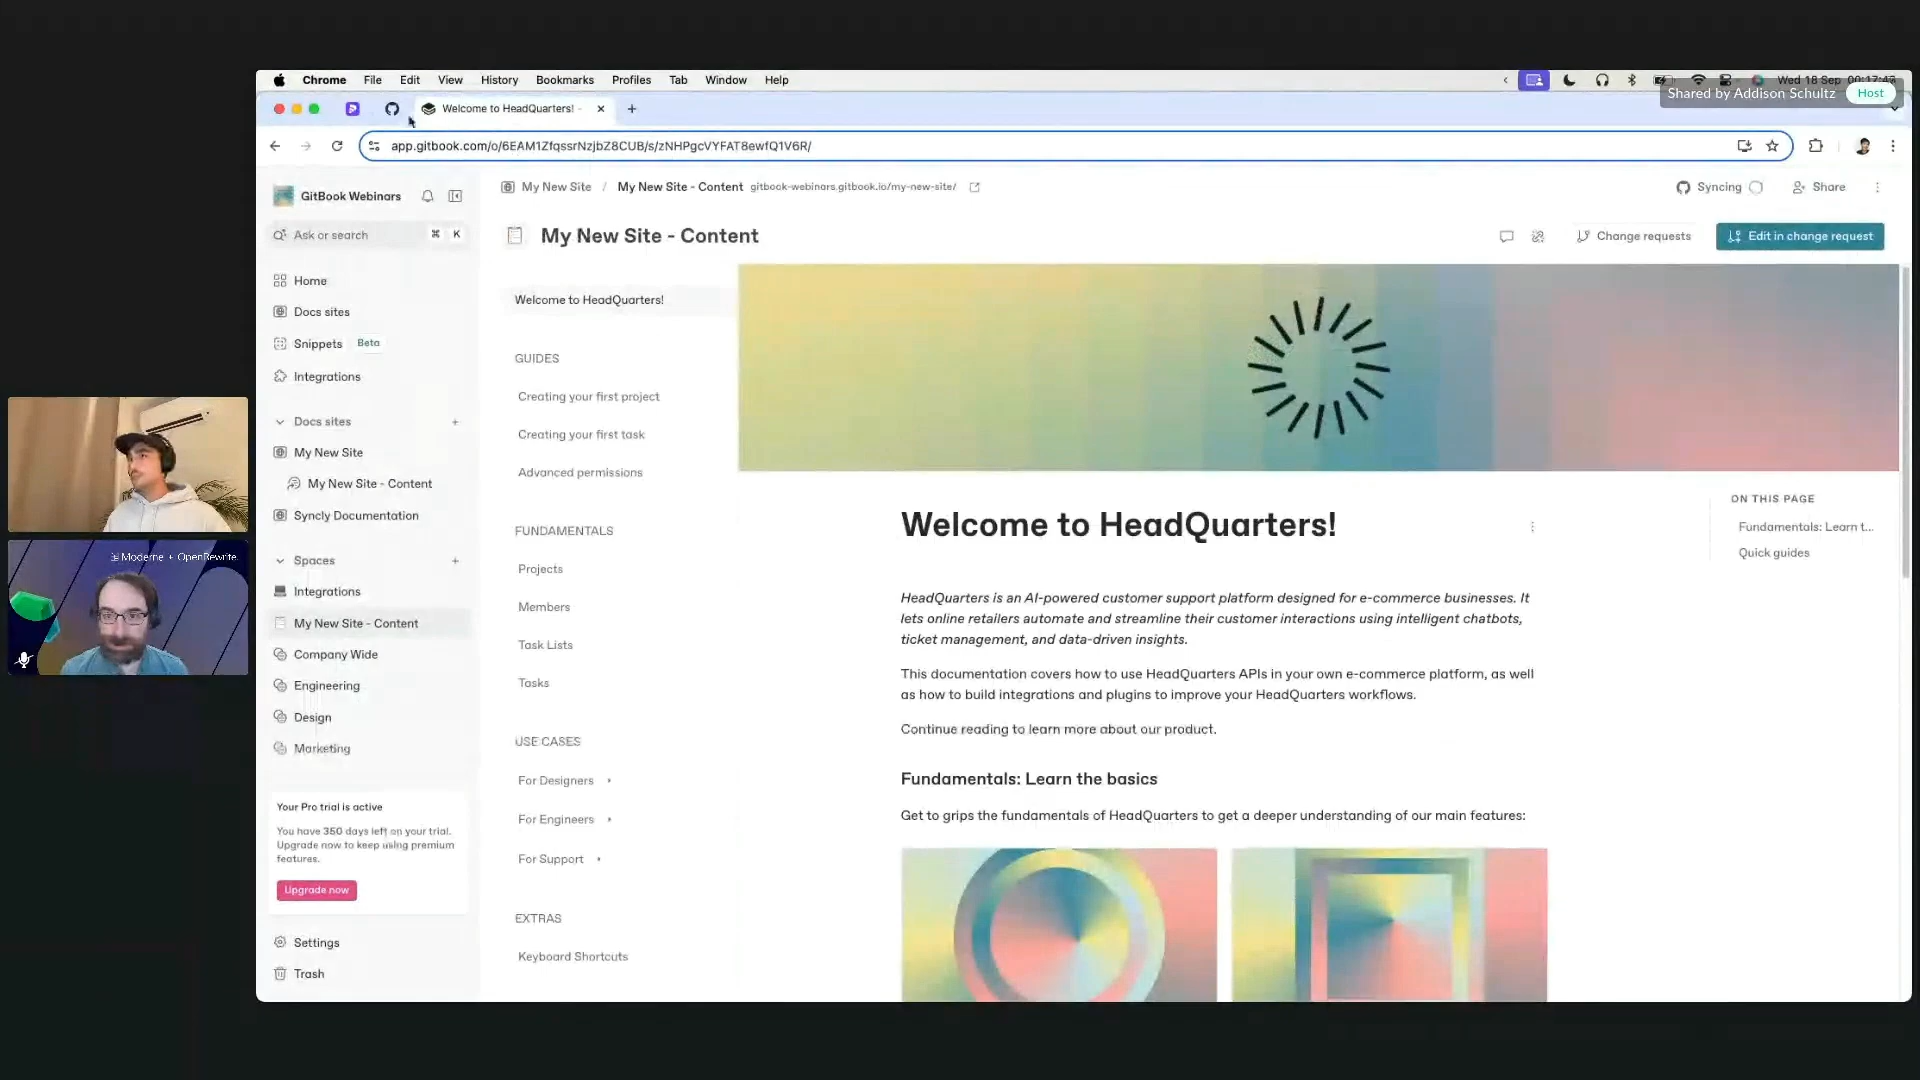 Chrome File Edit View History Bookmarks Profiles Tab Window Help
Wed 18 Sep 00:17:43
Shared by Addison Schultz Host
Welcome to HeadQuarters! -
app.gitbook.com/o/6EAM1ZfqssrNzjbZ8CUB/s/zNHPgcVYFAT8ewfQ1V6R/
GitBook Webinars
Ask or search ⌘ K
Home
Docs sites
Snippets Beta
Integrations
Docs sites
My New Site
My New Site - Content
Syncly Documentation
Spaces
Integrations
My New Site - Content
Company Wide
Engineering
Design
Marketing
Your Pro trial is active
You have 350 days left on your trial.
Upgrade now to keep using premium
features.
Upgrade now
Settings
Trash
My New Site / My New Site - Content gitbook-webinars.gitbook.io/my-new-site/
Syncing
Share
My New Site - Content
Change requests
Edit in change request
Welcome to HeadQuarters!
GUIDES
Creating your first project
Creating your first task
Advanced permissions
FUNDAMENTALS
Projects
Members
Task Lists
Tasks
USE CASES
For Designers
For Engineers
For Support
EXTRAS
Keyboard Shortcuts
Welcome to HeadQuarters!
HeadQuarters is an AI-powered customer support platform designed for e-commerce businesses. It
lets online retailers automate and streamline their customer interactions using intelligent chatbots,
ticket management, and data-driven insights.
This documentation covers how to use HeadQuarters APIs in your own e-commerce platform, as well
as how to build integrations and plugins to improve your HeadQuarters workflows.
Continue reading to learn more about our product.
Fundamentals: Learn the basics
Get to grips the fundamentals of HeadQuarters to get a deeper understanding of our main features:
ON THIS PAGE
Fundamentals: Learn t...
Quick guides
Moderne + OpenRewrite